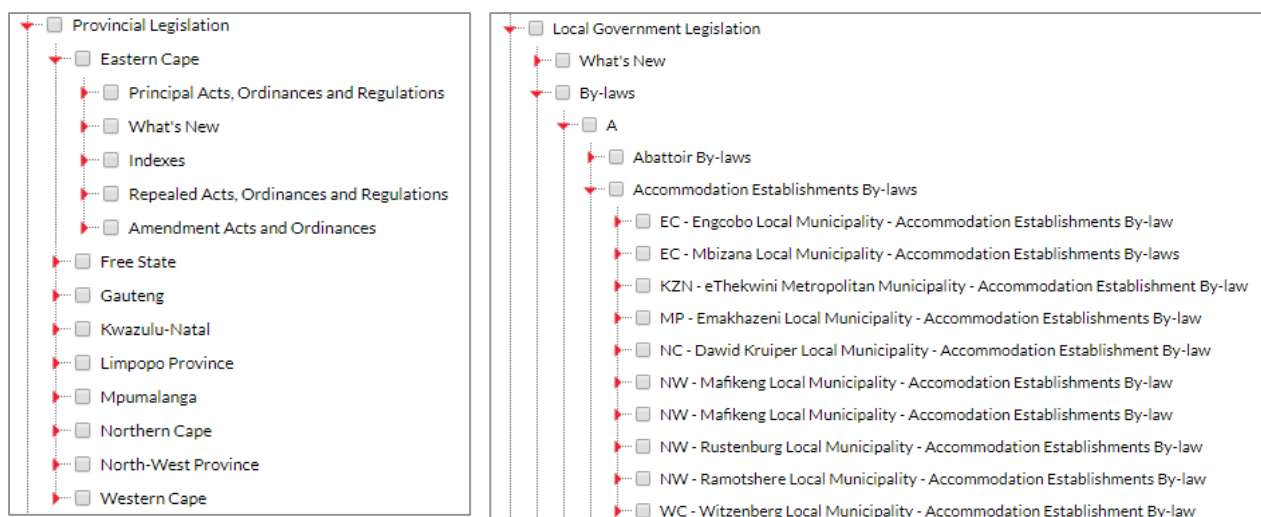 Provincial Legislation
Eastern Cape
Principal Acts, Ordinances and Regulations
What's New
Indexes
Repealed Acts, Ordinances and Regulations
Amendment Acts and Ordinances
Free State
Gauteng
Kwazulu-Natal
Limpopo Province
Mpumalanga
Northern Cape
North-West Province
Western Cape
Local Government Legislation
What's New
By-laws
A
Abattoir By-laws
Accommodation Establishments By-laws
EC - Engcobo Local Municipality - Accommodation Establishments By-law
EC - Mbizana Local Municipality - Accommodation Establishments By-laws
KZN - eThekwini Metropolitan Municipality - Accommodation Establishment By-law
MP - Emakhazeni Local Municipality - Accommodation Establishments By-law
NC - Dawid Kruiper Local Municipality - Accommodation Establishment By-law
NW - Mafikeng Local Municipality - Accomodation Establishments By-law
NW - Mafikeng Local Municipality - Accomodation Establishments By-law
NW - Rustenburg Local Municipality - Accommodation Establishments By-law
NW - Ramotshere Local Municipality - Accommodation Establishments By-law
WC - Witzenberg Local Municipality - Accommodation Establishment By-law